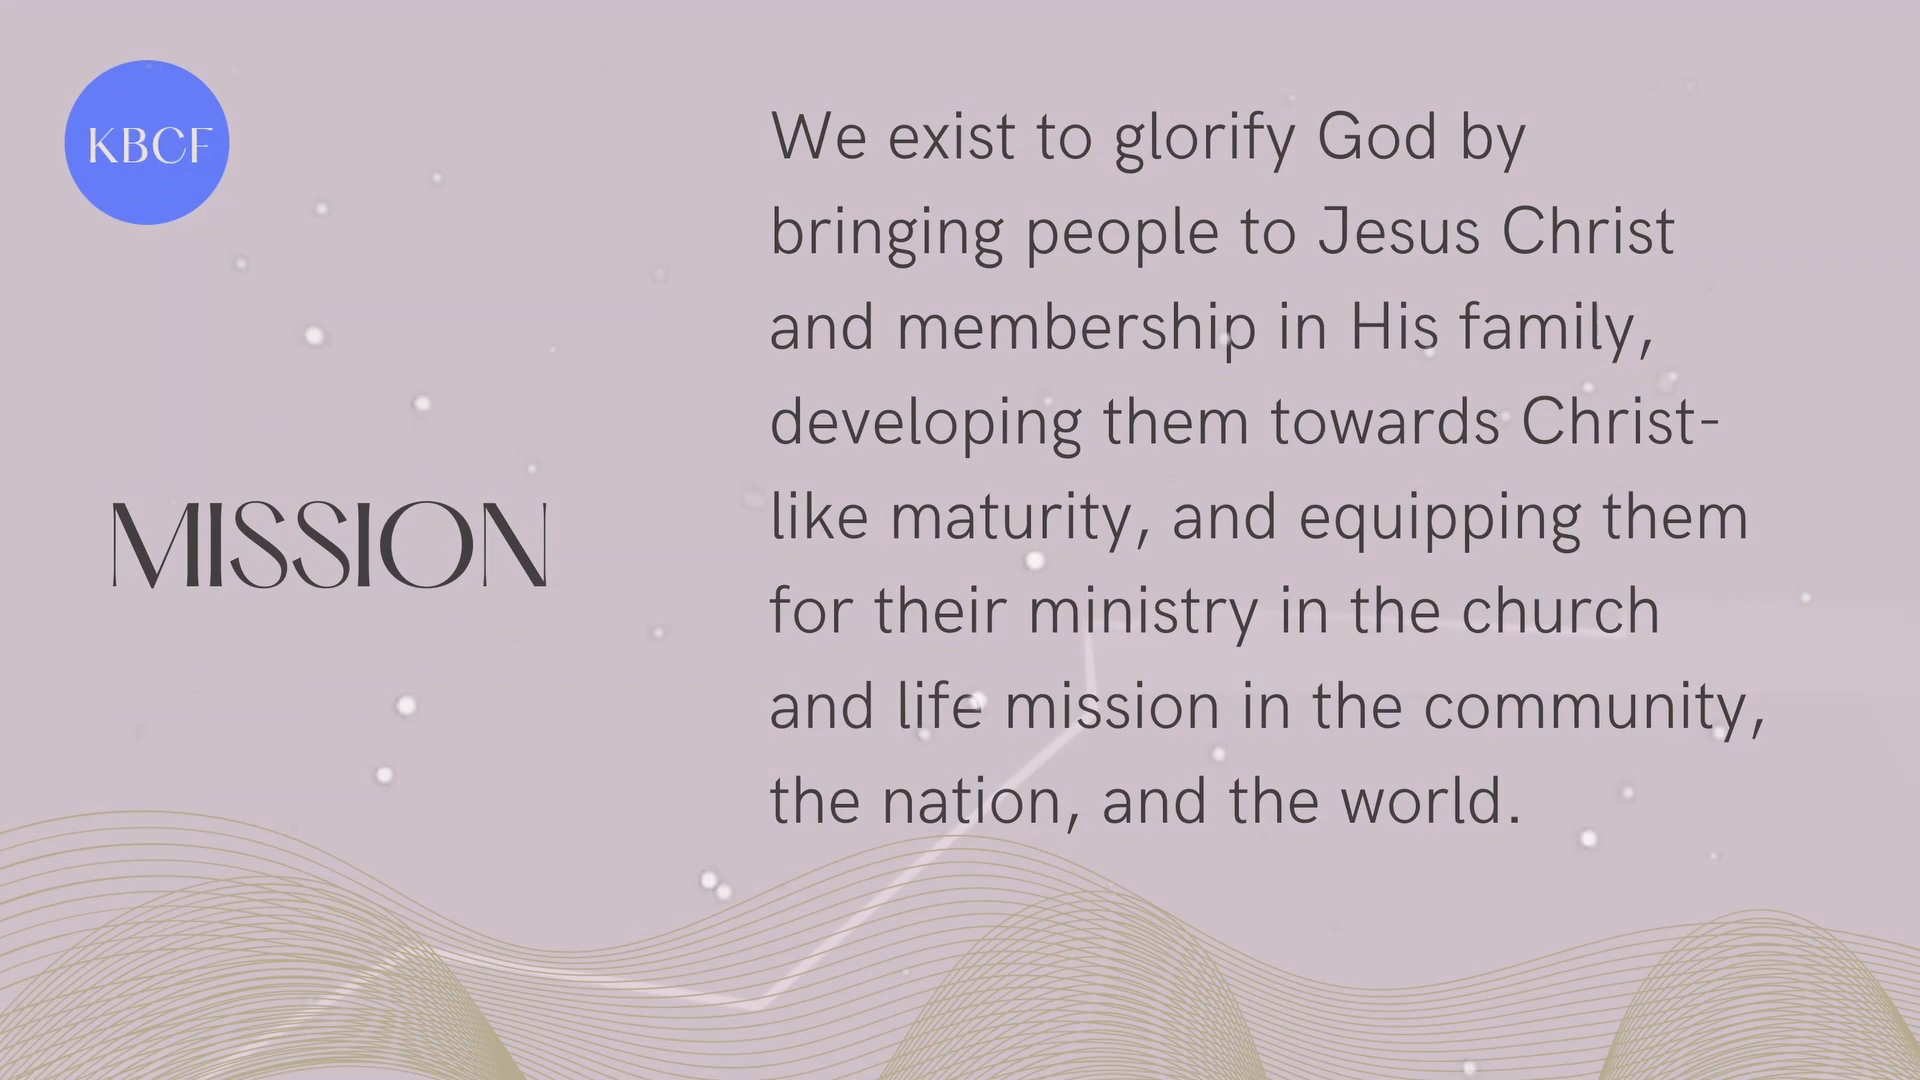 KBCF
MISSION
We exist to glorify God by
bringing people to Jesus Christ
and membership in His family,
developing them towards Christ-
like maturity, and equipping them
for their ministry in the church
and life mission in the community,
the nation, and the world.